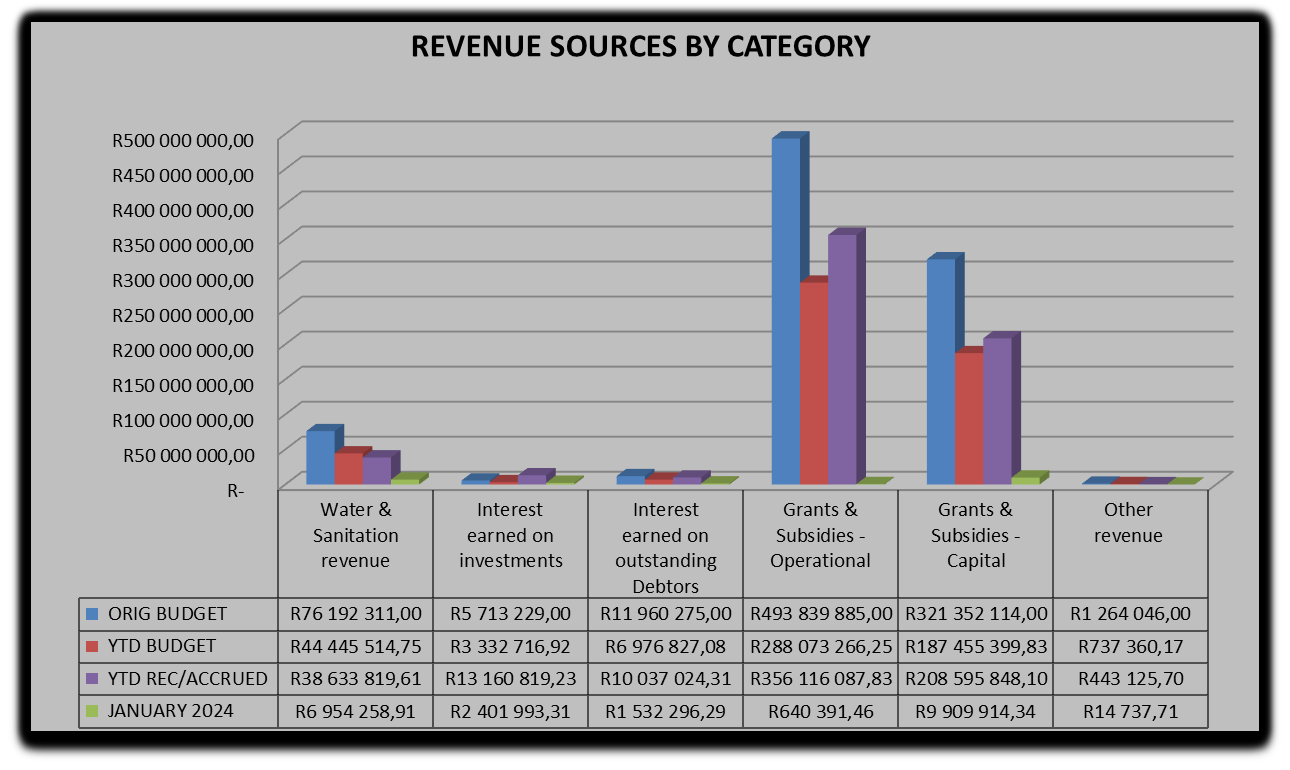 REVENUE SOURCES BY CATEGORY
R500 000 000,00
R450 000 000,00
R400 000 000,00
R350 000 000,00
R300 000 000,00
R250 000 000,00
R200 000 000,00
R150 000 000,00
R100 000 000,00
R50 000 000,00
R-
Water &
Sanitation
revenue
Interest
earned on
investments
Interest
earned on
outstanding
Debtors
Grants &
Subsidies -
Operational
Grants &
Subsidies -
Capital
Other
revenue
ORIG BUDGET R76 192 311,00 R5 713 229,00 R11 960 275,00 R493 839 885,00 R321 352 114,00 R1 264 046,00
YTD BUDGET R44 445 514,75 R3 332 716,92 R6 976 827,08 R288 073 266,25 R187 455 399,83 R737 360,17
YTD REC/ACCRUED R38 633 819,61 R13 160 819,23 R10 037 024,31 R356 116 087,83 R208 595 848,10 R443 125,70
JANUARY 2024 R6 954 258,91 R2 401 993,31 R1 532 296,29 R640 391,46 R9 909 914,34 R14 737,71